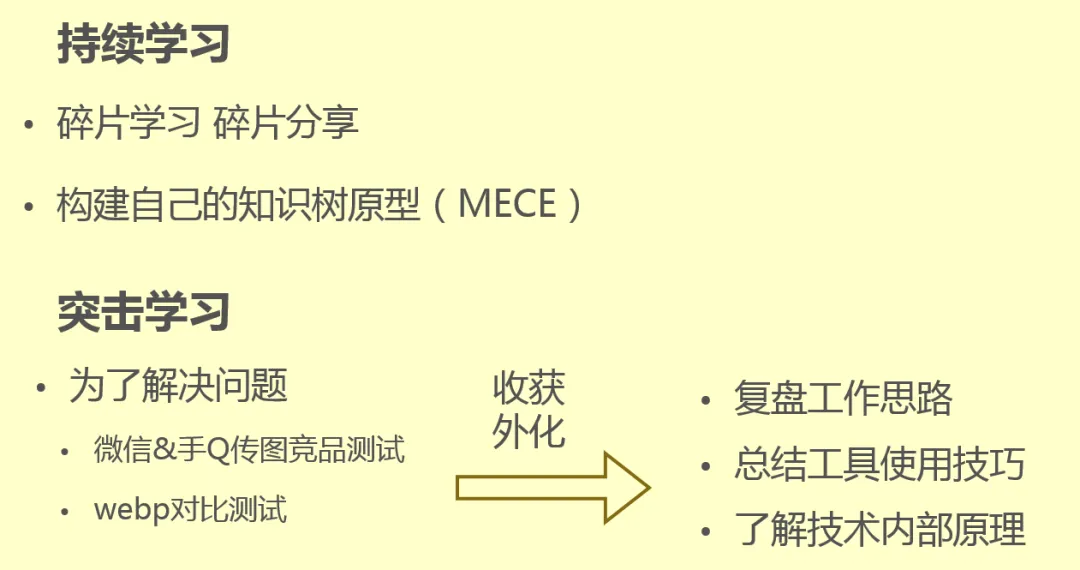 持续学习
• 碎片学习 碎片分享
• 构建自己的知识树原型（MECE）
突击学习
• 为了解决问题
• 微信&手Q传图竞品测试
• webp对比测试
收获
外化
• 复盘工作思路
• 总结工具使用技巧
• 了解技术内部原理